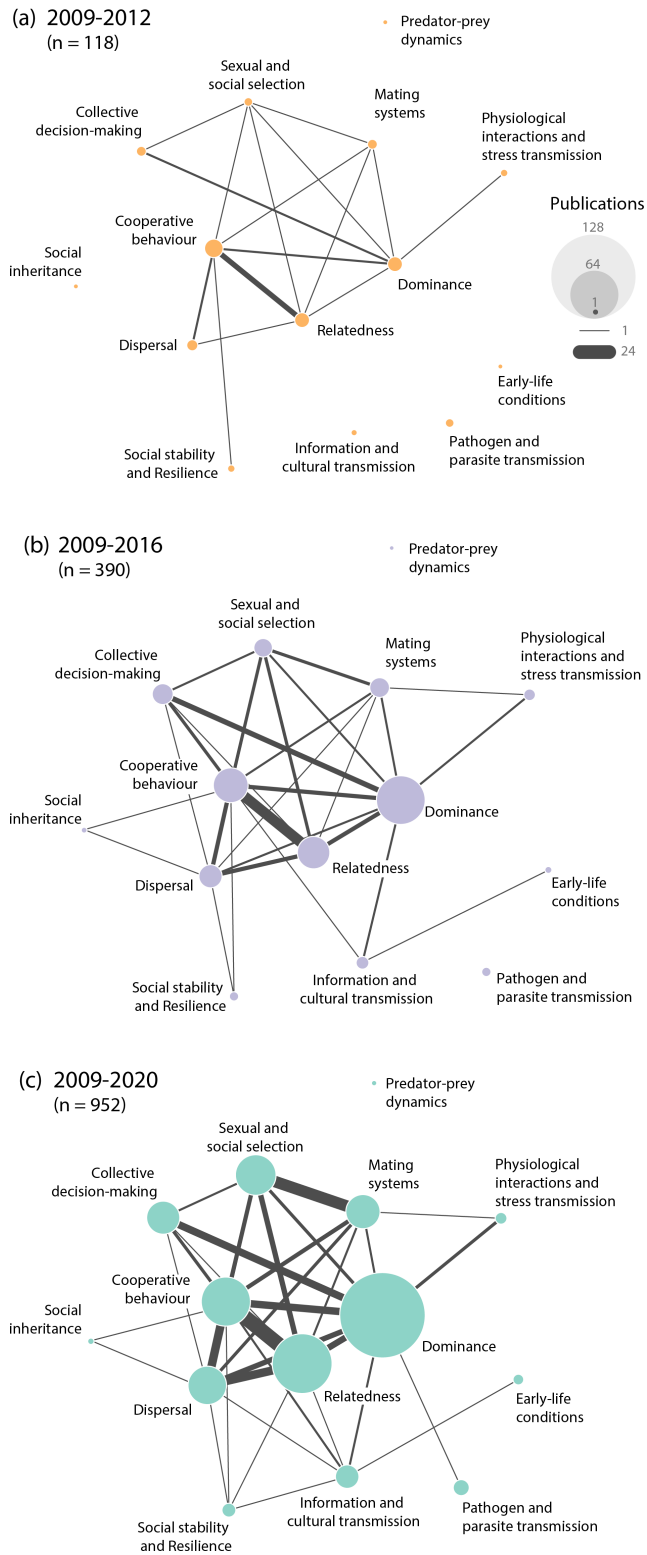 (a) 2009-2012
(n = 118)
Predator-prey
dynamics
Sexual and
social selection
Mating
systems
Collective
decision-making
Physiological
interactions and
stress transmission
Publications
128
64
1
1
24
Cooperative
behaviour
Social
inheritance
Dominance
Relatedness
Dispersal
Early-life
conditions
Social stability
and Resilience
Information and
cultural transmission
Pathogen and
parasite transmission
(b) 2009-2016
(n = 390)
Predator-prey
dynamics
Sexual and
social selection
Mating
systems
Physiological
interactions and
stress transmission
Collective
decision-making
Cooperative
behaviour
Social
inheritance
Dominance
Relatedness
Dispersal
Early-life
conditions
Social stability
and Resilience
Information and
cultural transmission
Pathogen and
parasite transmission
(c) 2009-2020
(n = 952)
Predator-prey
dynamics
Sexual and
social selection
Mating
systems
Physiological
interactions and
stress transmission
Collective
decision-making
Cooperative
behaviour
Social
inheritance
Dominance
Relatedness
Dispersal
Early-life
conditions
Information and
cultural transmission
Pathogen and
parasite transmission
Social stability
and Resilience